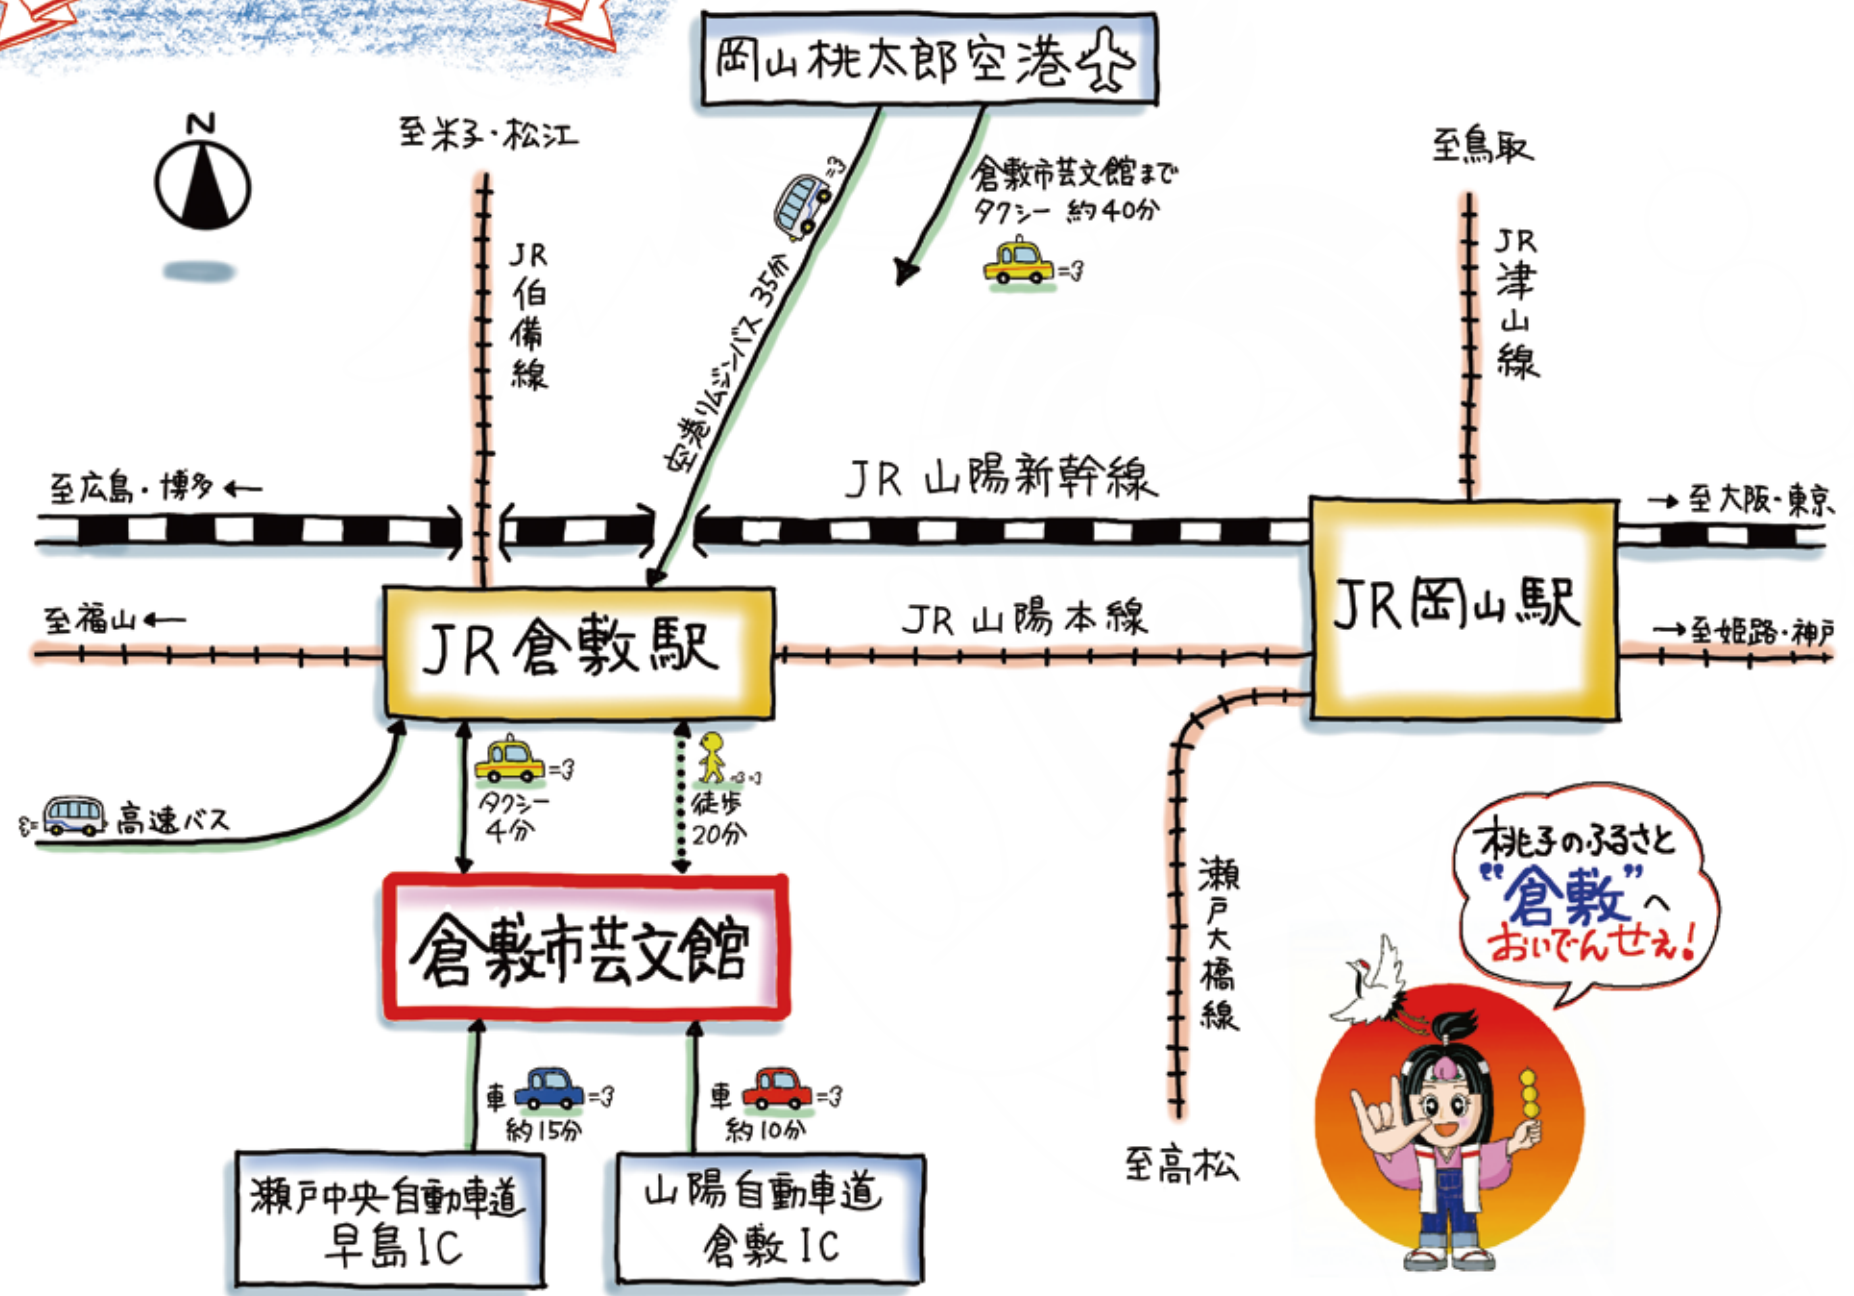 岡山桃太郎空港
N
至米子・松江
倉敷市芸文館まで
タクシー 約40分
至鳥取
JR伯備線
空港リムジンバス 35分
JR津山線
至広島・博多←
JR 山陽新幹線
→至大阪・東京
至福山←
JR倉敷駅
JR 山陽本線
JR岡山駅
→至姫路・神戸
高速バス
タクシー
4分
徒歩
20分
倉敷市芸文館
瀬戸大橋線
桃子のふるさと
“倉敷”へ
おいでんせぇ!
車
約15分
車
約10分
至高松
瀬戸中央自動車道
早島IC
山陽自動車道
倉敷IC